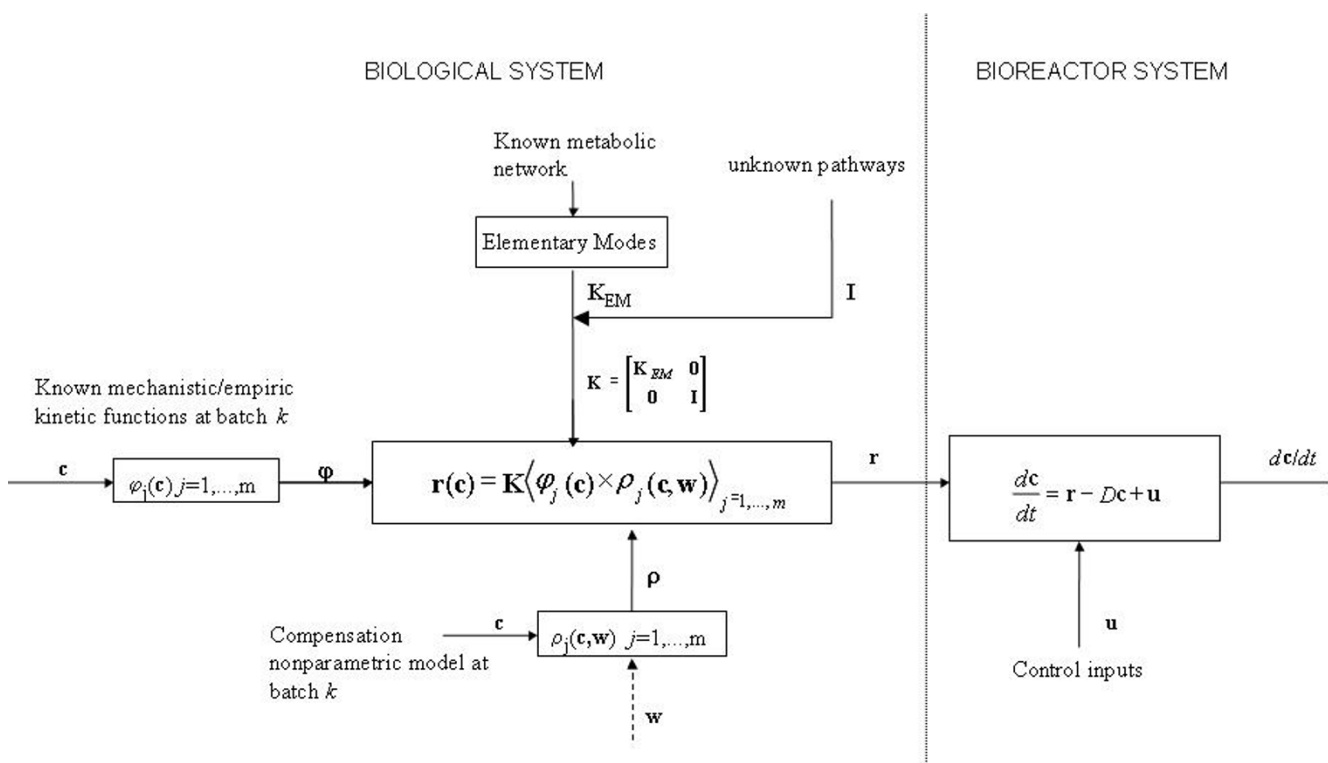 BIOLOGICAL SYSTEM
BIOREACTOR SYSTEM
Known metabolic
network
unknown pathways
Elementary Modes
K_EM
I
K = [K_EM 0
0 I]
Known mechanistic/empiric
kinetic functions at batch k
c
φ_j(c) j=1,...,m
φ
r(c) = K⟨φ_j(c)×ρ_j(c,w)⟩_j=1,...,m
r
dc/dt = r − Dc + u
dc/dt
ρ
Compensation
nonparametric model at
batch k
c
ρ_j(c,w) j=1,...,m
w
u
Control inputs